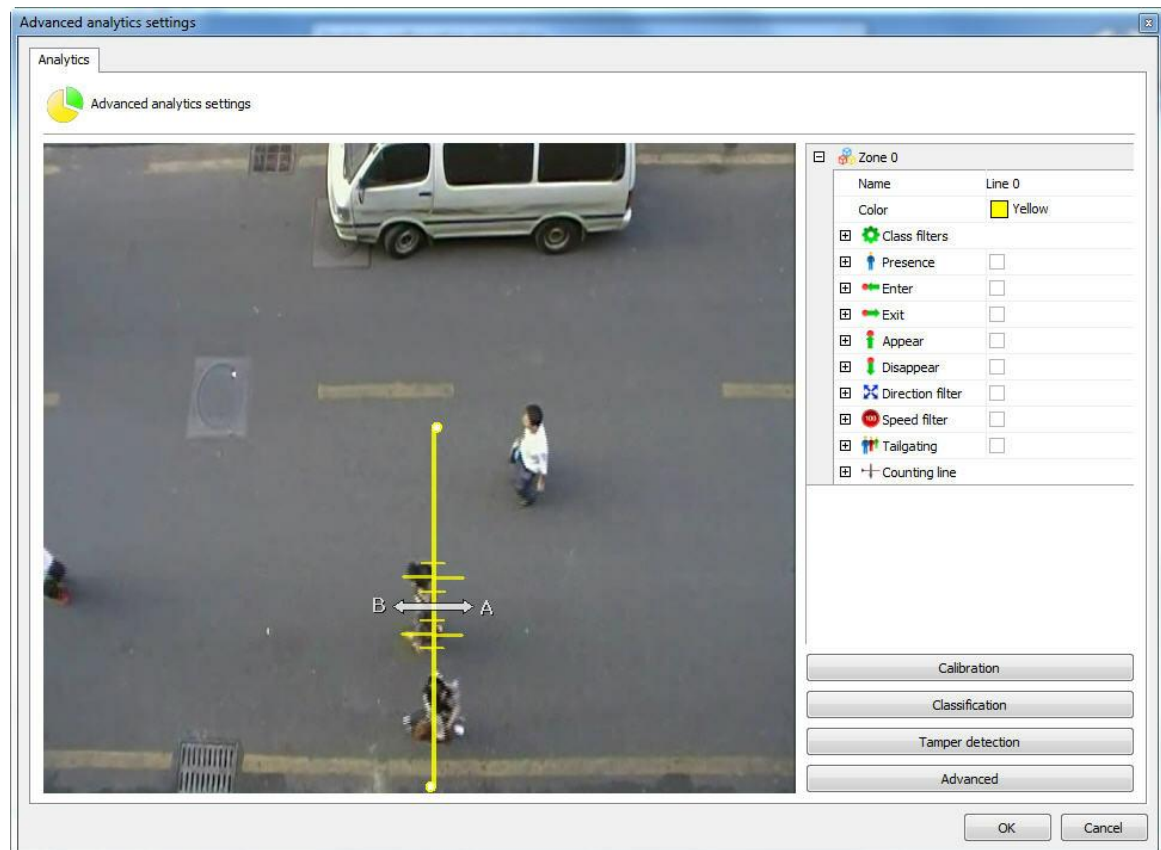 Advanced analytics settings
Analytics
Advanced analytics settings
Zone 0
Name Line 0
Color Yellow
Class filters
Presence
Enter
Exit
Appear
Disappear
Direction filter
100 Speed filter
Tailgating
Counting line
B A
Calibration
Classification
Tamper detection
Advanced
OK Cancel